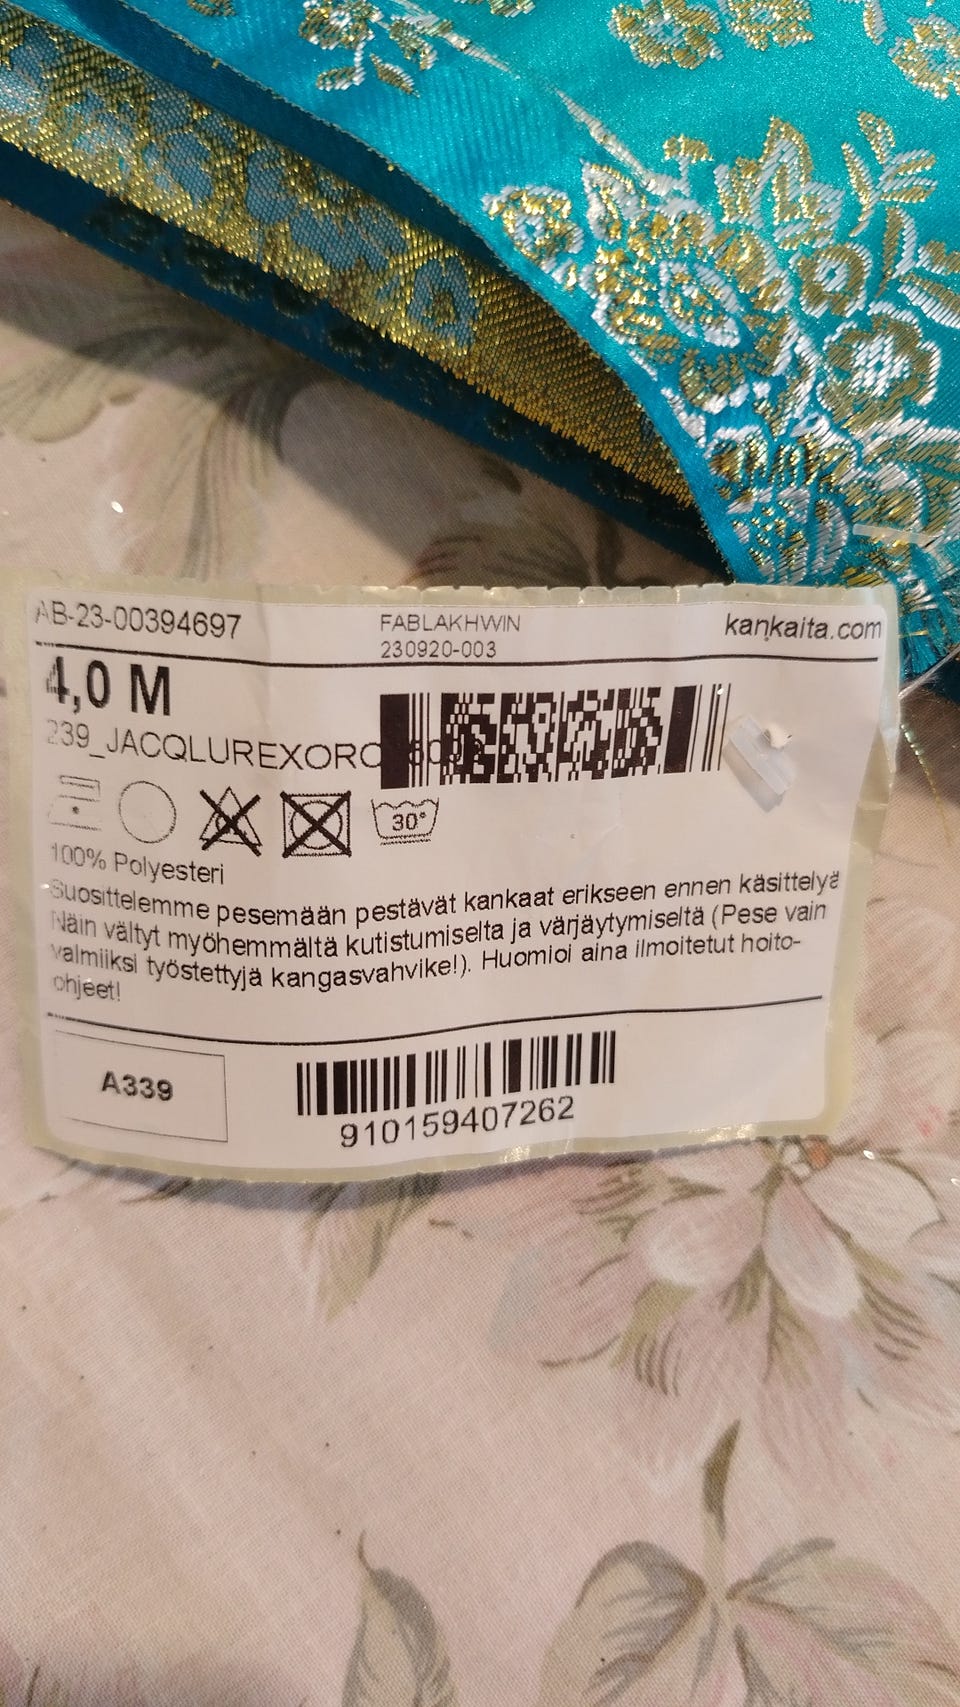 AB-23-00394697
FABLAKHWIN
230920-003
kankaita.com
4,0 M
239_JACQLUREXORO
30°
100% Polyesteri
Suosittelemme pesemään pestävät kankaat erikseen ennen käsittelyä
Näin vältyt myöhemmältä kutistumiselta ja värjäytymiseltä (Pese vain
valmiiksi työstettyjä kangasvahvike!). Huomioi aina ilmoitetut hoito-
ohjeet!
A339
910159407262